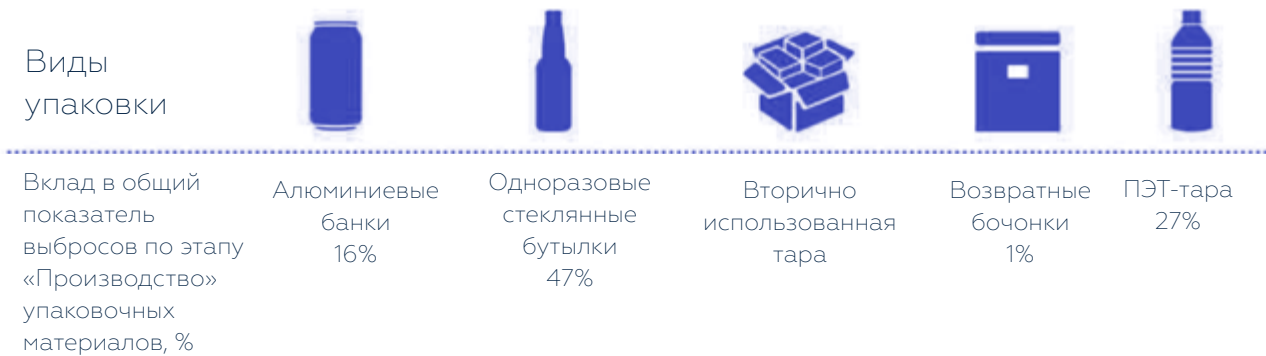 Виды
упаковки
Вклад в общий
показатель
выбросов по этапу
«Производство»
упаковочных
материалов, %
Алюминиевые
банки
16%
Одноразовые
стеклянные
бутылки
47%
Вторично
использованная
тара
Возвратные
бочонки
1%
ПЭТ-тара
27%